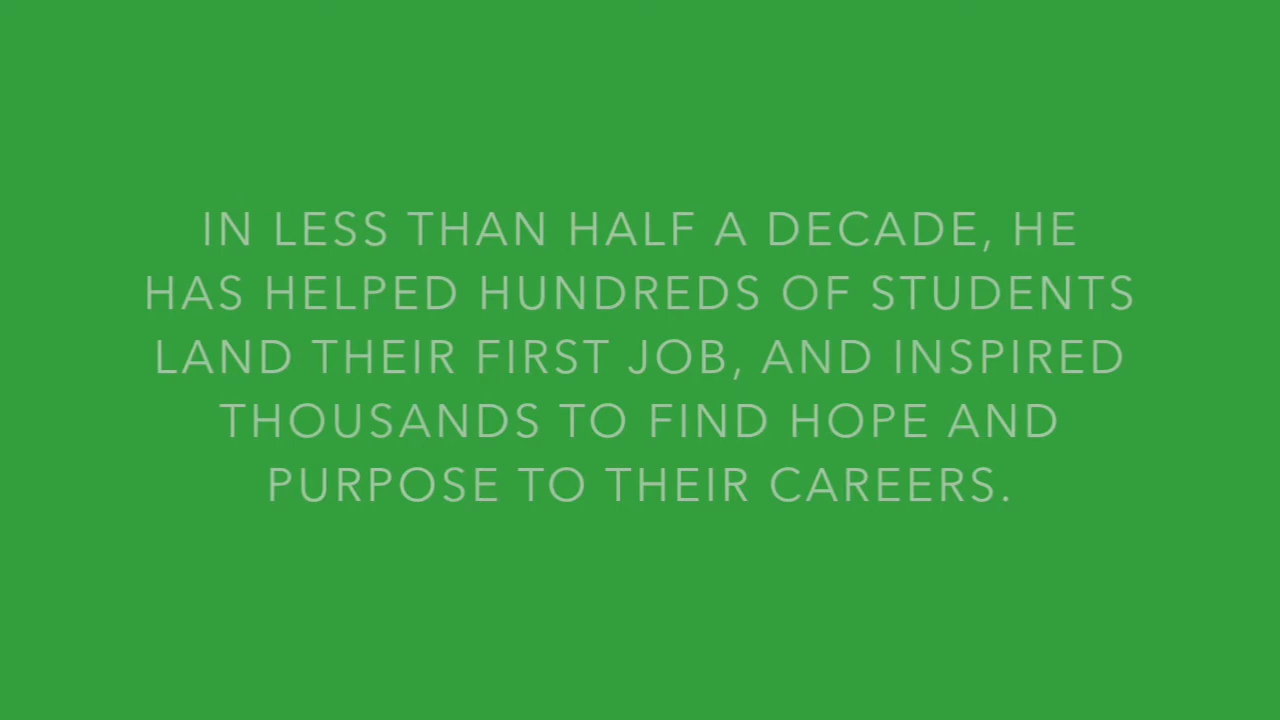 IN LESS THAN HALF A DECADE, HE
HAS HELPED HUNDREDS OF STUDENTS
LAND THEIR FIRST JOB, AND INSPIRED
THOUSANDS TO FIND HOPE AND
PURPOSE TO THEIR CAREERS.